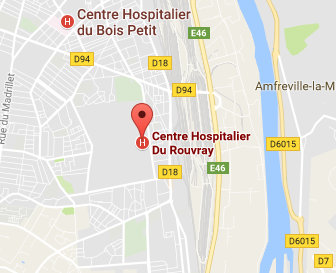 Centre Hospitalier
du Bois Petit
E46
D94
D18
D94
Amfreville-la-M
Rue du Madrillet
H
H
Centre Hospitalier
Du Rouvray
D6015
D6015
E46
D18
D6015
D7